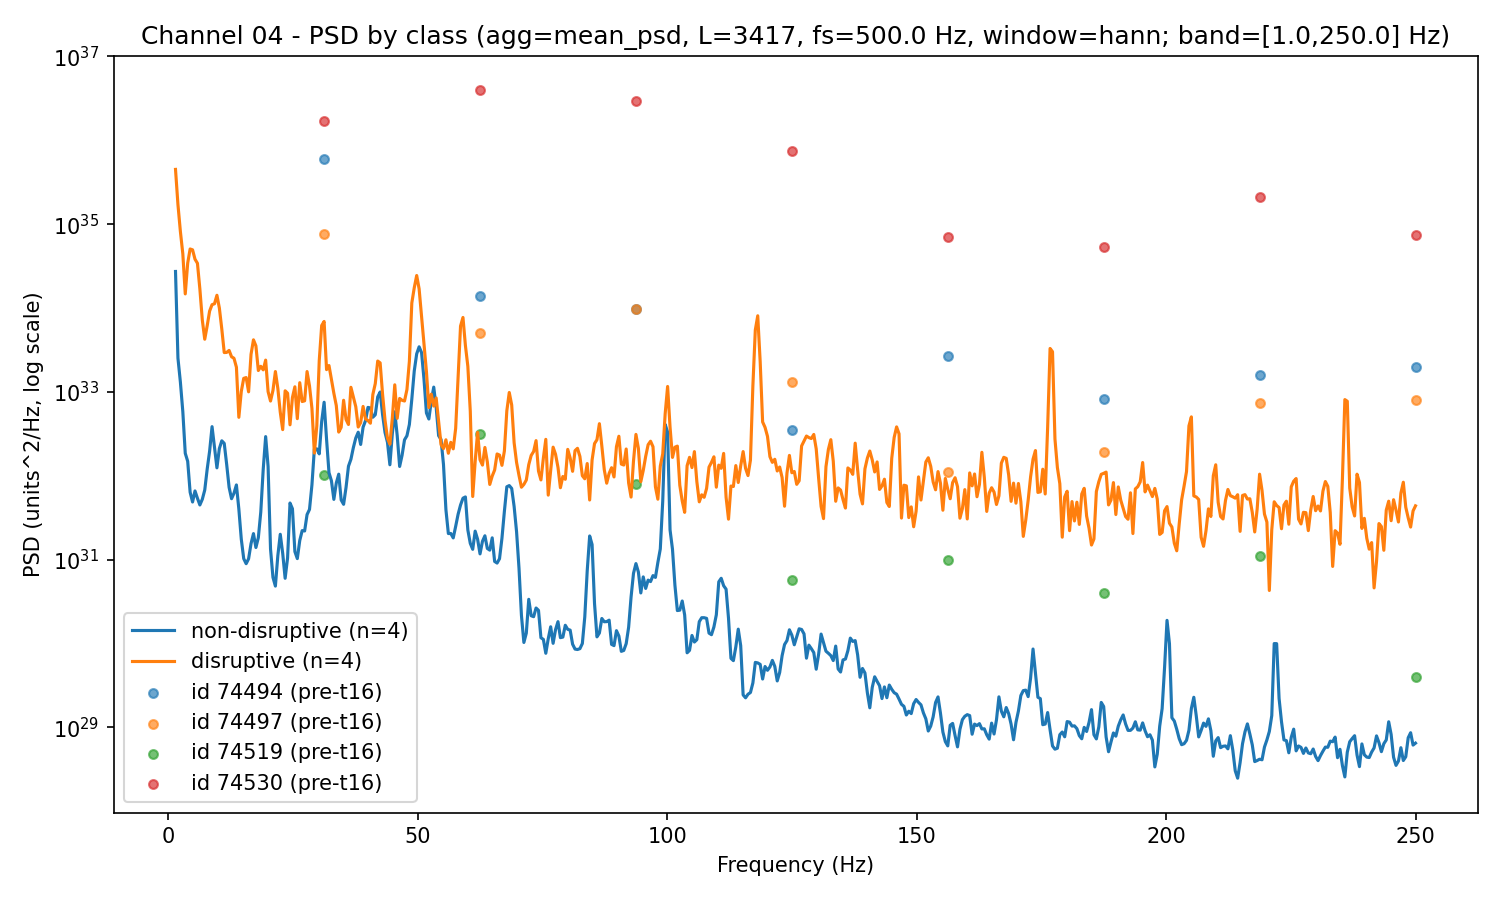 Channel 04 - PSD by class (agg=mean_psd, L=3417, fs=500.0 Hz, window=hann; band=[1.0,250.0] Hz)
PSD (units^2/Hz, log scale)
10^37
10^35
10^33
10^31
10^29
non-disruptive (n=4)
disruptive (n=4)
id 74494 (pre-t16)
id 74497 (pre-t16)
id 74519 (pre-t16)
id 74530 (pre-t16)
0 50 100 150 200 250
Frequency (Hz)